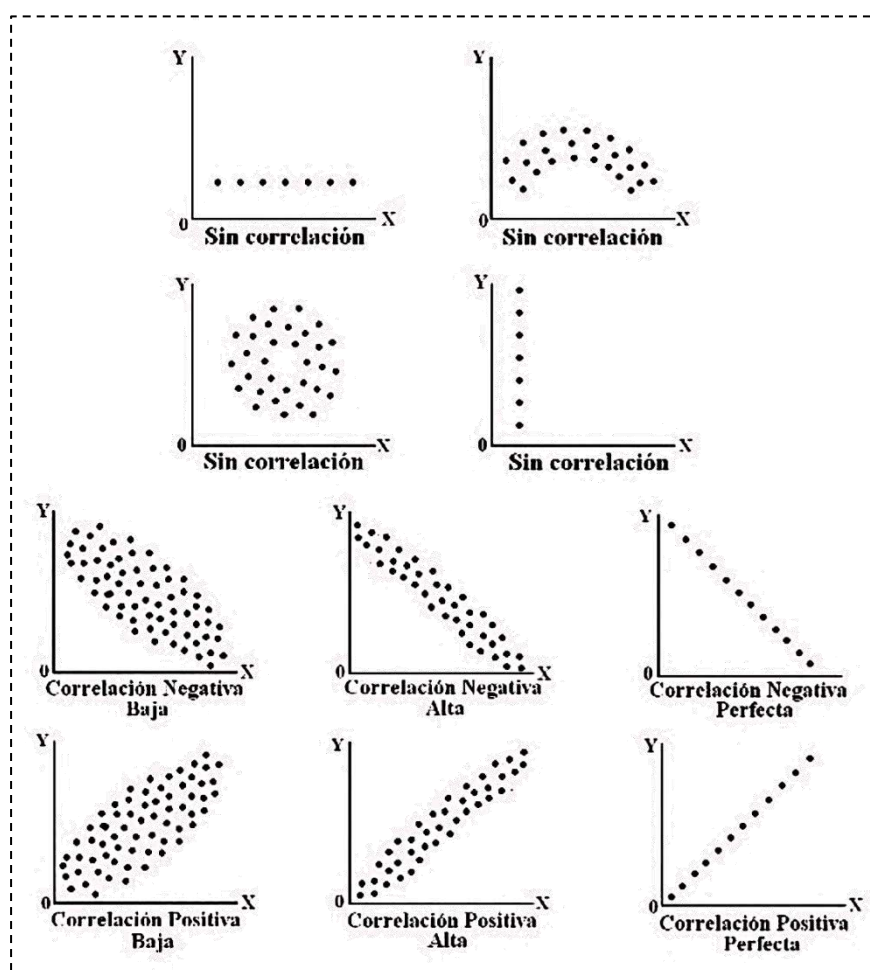 Y
0
X
Sin correlación
Y
0
X
Sin correlación
Y
0
X
Sin correlación
Y
0
X
Sin correlación
Y
0
X
Correlación Negativa
Baja
Y
0
X
Correlación Negativa
Alta
Y
0
Correlación Negativa
Perfecta
Y
0
X
Correlación Positiva
Baja
Y
0
X
Correlación Positiva
Alta
Y
0
X
Correlación Positiva
Perfecta